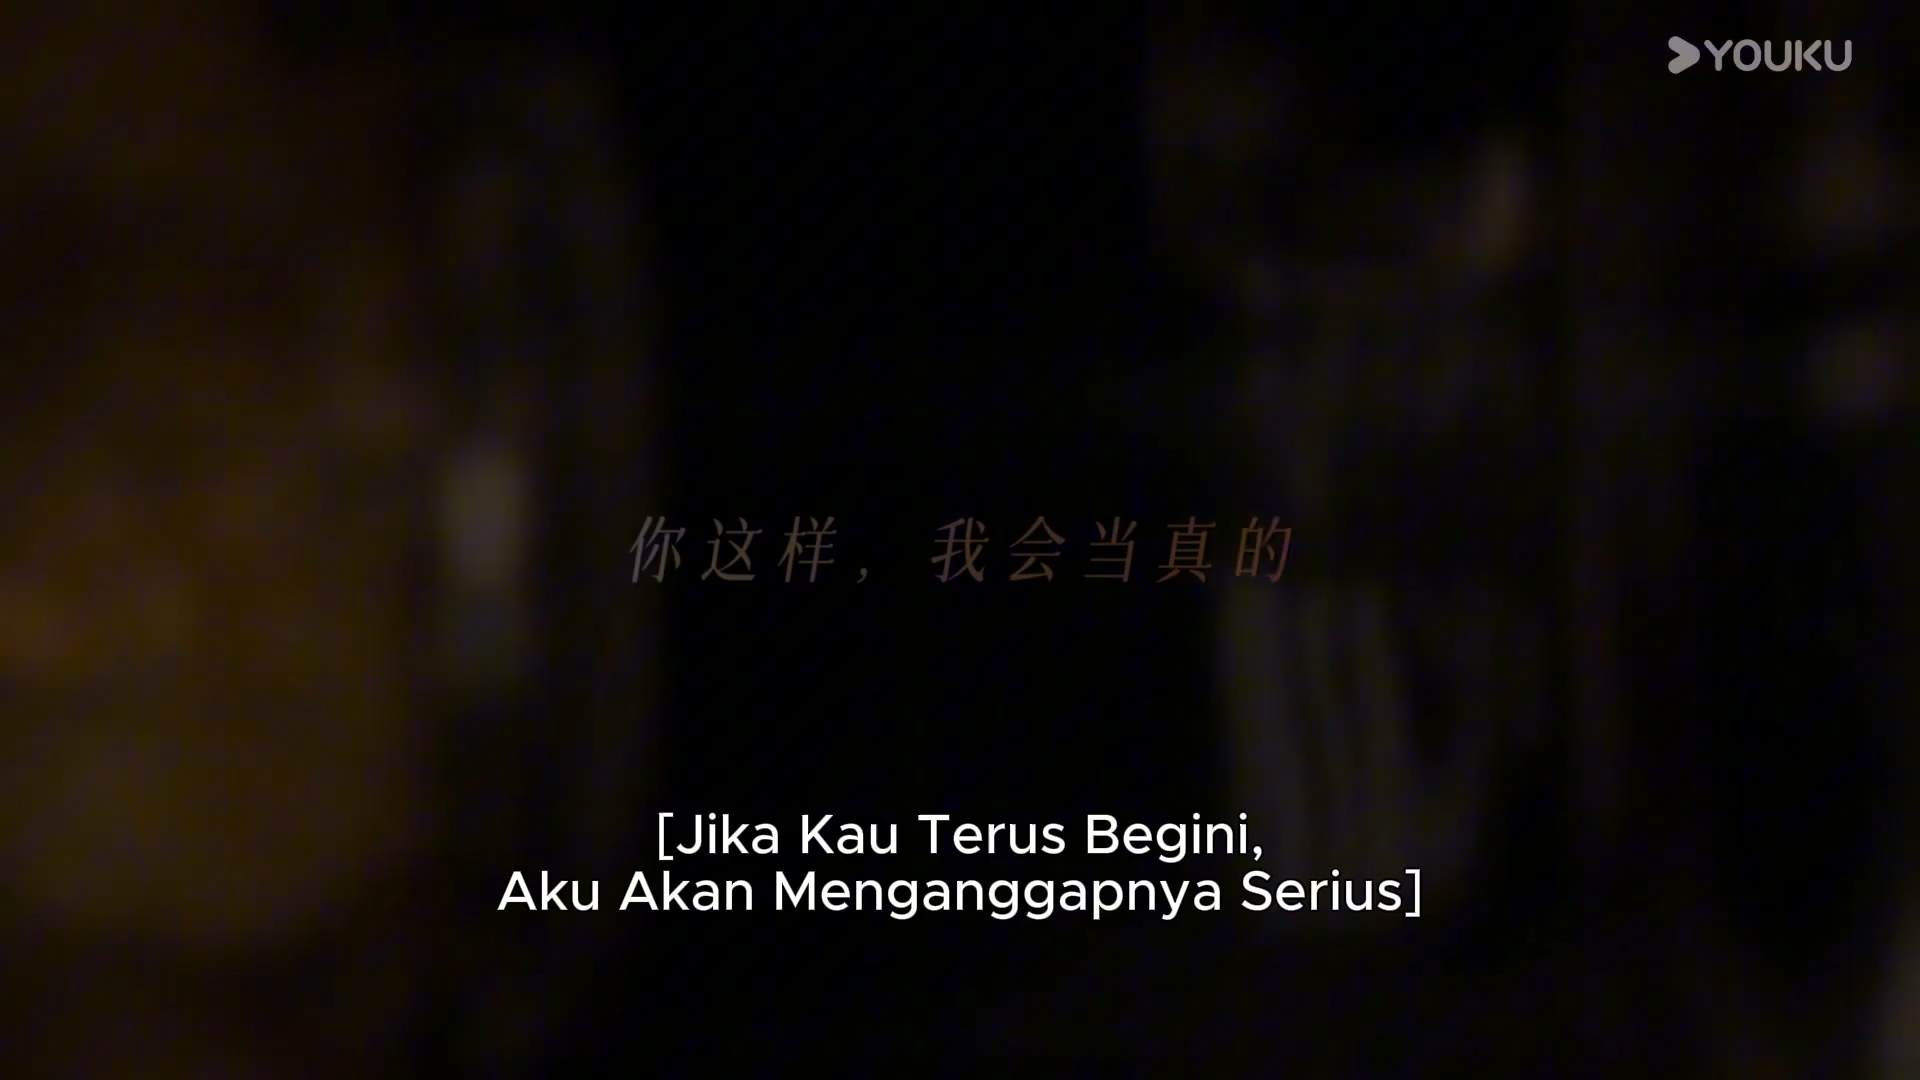 YOUKU
你这样，我会当真的
[Jika Kau Terus Begini,
Aku Akan Menganggapnya Serius]